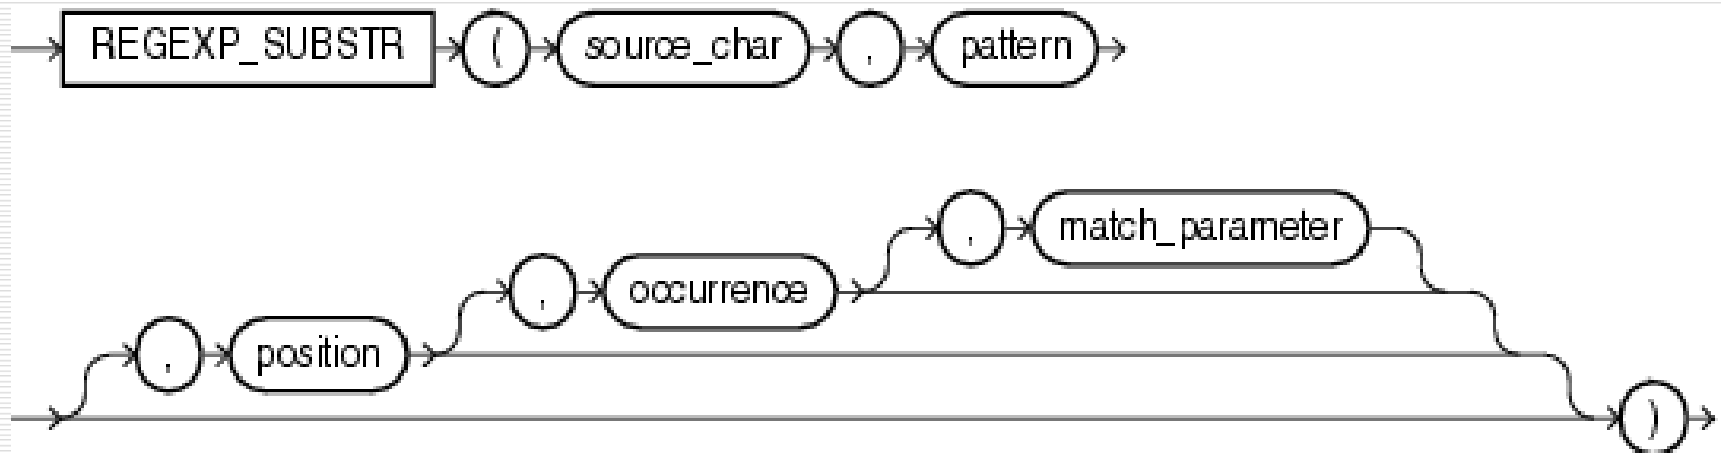 REGEXP_SUBSTR ( source_char , pattern
, match_parameter
, occurrence
, position
)